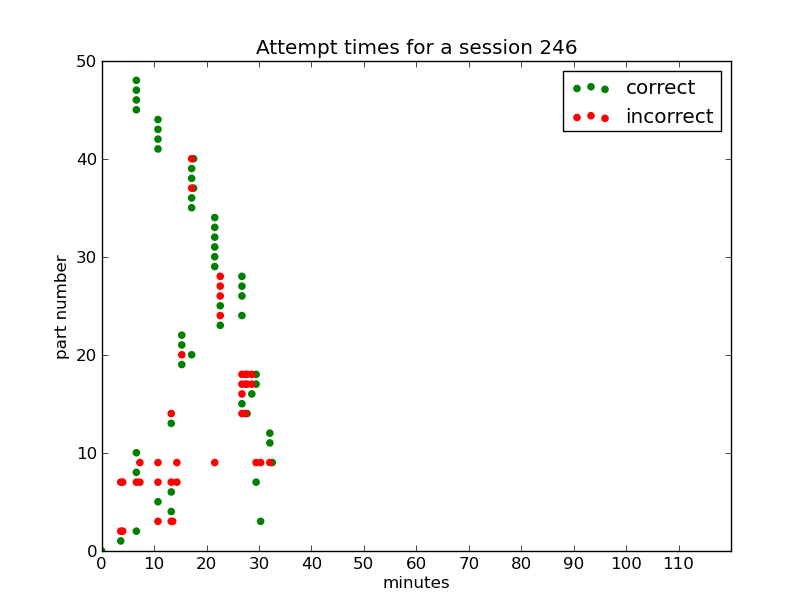 Attempt times for a session 246
correct
incorrect
part number
50
40
30
20
10
0
0 10 20 30 40 50 60 70 80 90 100 110
minutes